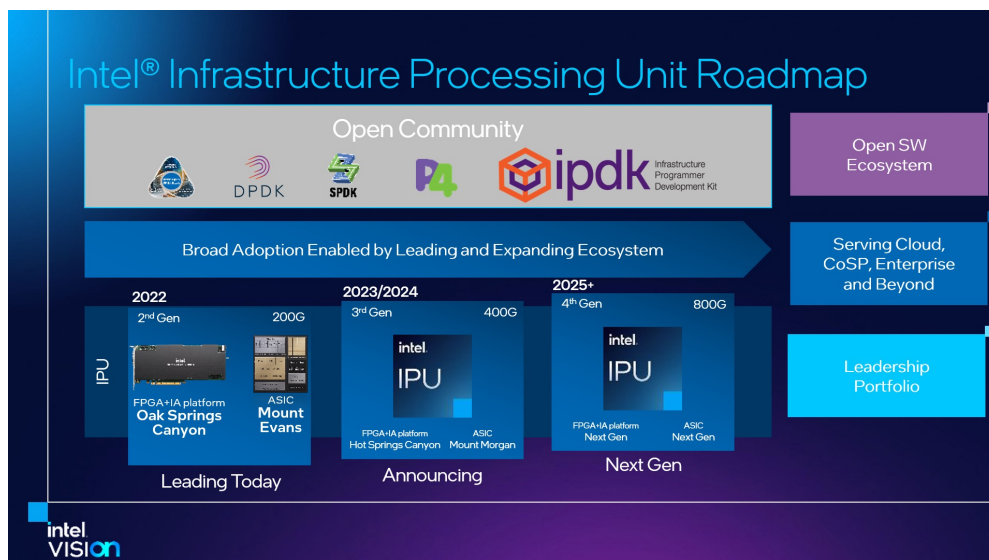 Intel® Infrastructure Processing Unit Roadmap
Open Community
DPDK
SPDK
P4
ipdk
Infrastructure
Programmer
Development Kit
Open SW
Ecosystem
Broad Adoption Enabled by Leading and Expanding Ecosystem
Serving Cloud,
CoSP, Enterprise
and Beyond
IPU
2022
2nd Gen
200G
intel
FPGA+IA platform
Oak Springs
Canyon
ASIC
Mount
Evans
Leading Today
2023/2024
3rd Gen
400G
intel
IPU
FPGA+IA platform
Hot Springs Canyon
ASIC
Mount Morgan
Announcing
2025+
4th Gen
800G
intel
IPU
FPGA+IA platform
Next Gen
ASIC
Next Gen
Next Gen
Leadership
Portfolio
intel.
VISION